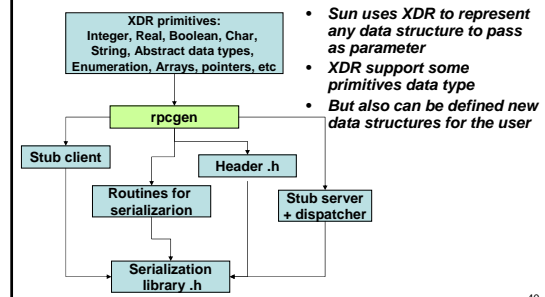 XDR primitives:
Integer, Real, Boolean, Char,
String, Abstract data types,
Enumeration, Arrays, pointers, etc
rpcgen
Stub client
Header .h
Routines for
serializarion
Stub server
+ dispatcher
Serialization
library .h
• Sun uses XDR to represent
any data structure to pass
as parameter
• XDR support some
primitives data type
• But also can be defined new
data structures for the user